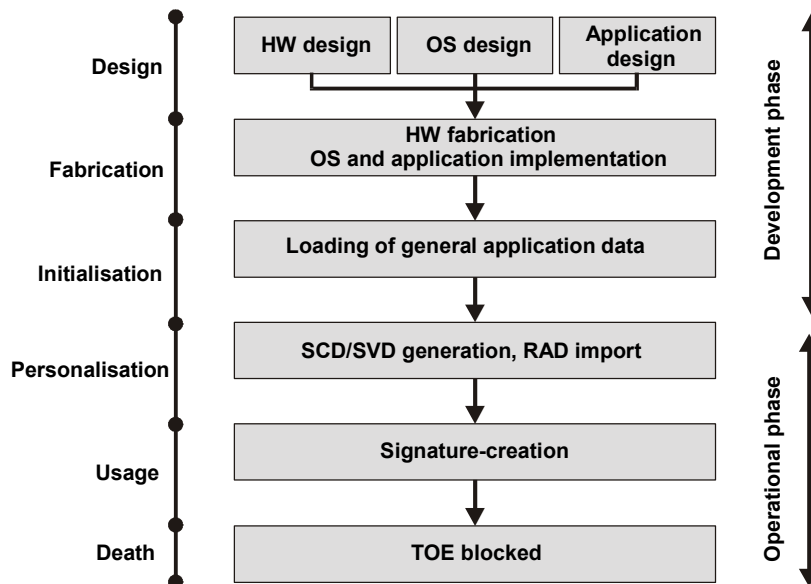 Design
HW design
OS design
Application
design
Development phase
Fabrication
HW fabrication
OS and application implementation
Initialisation
Loading of general application data
Personalisation
SCD/SVD generation, RAD import
Operational phase
Usage
Signature-creation
Death
TOE blocked